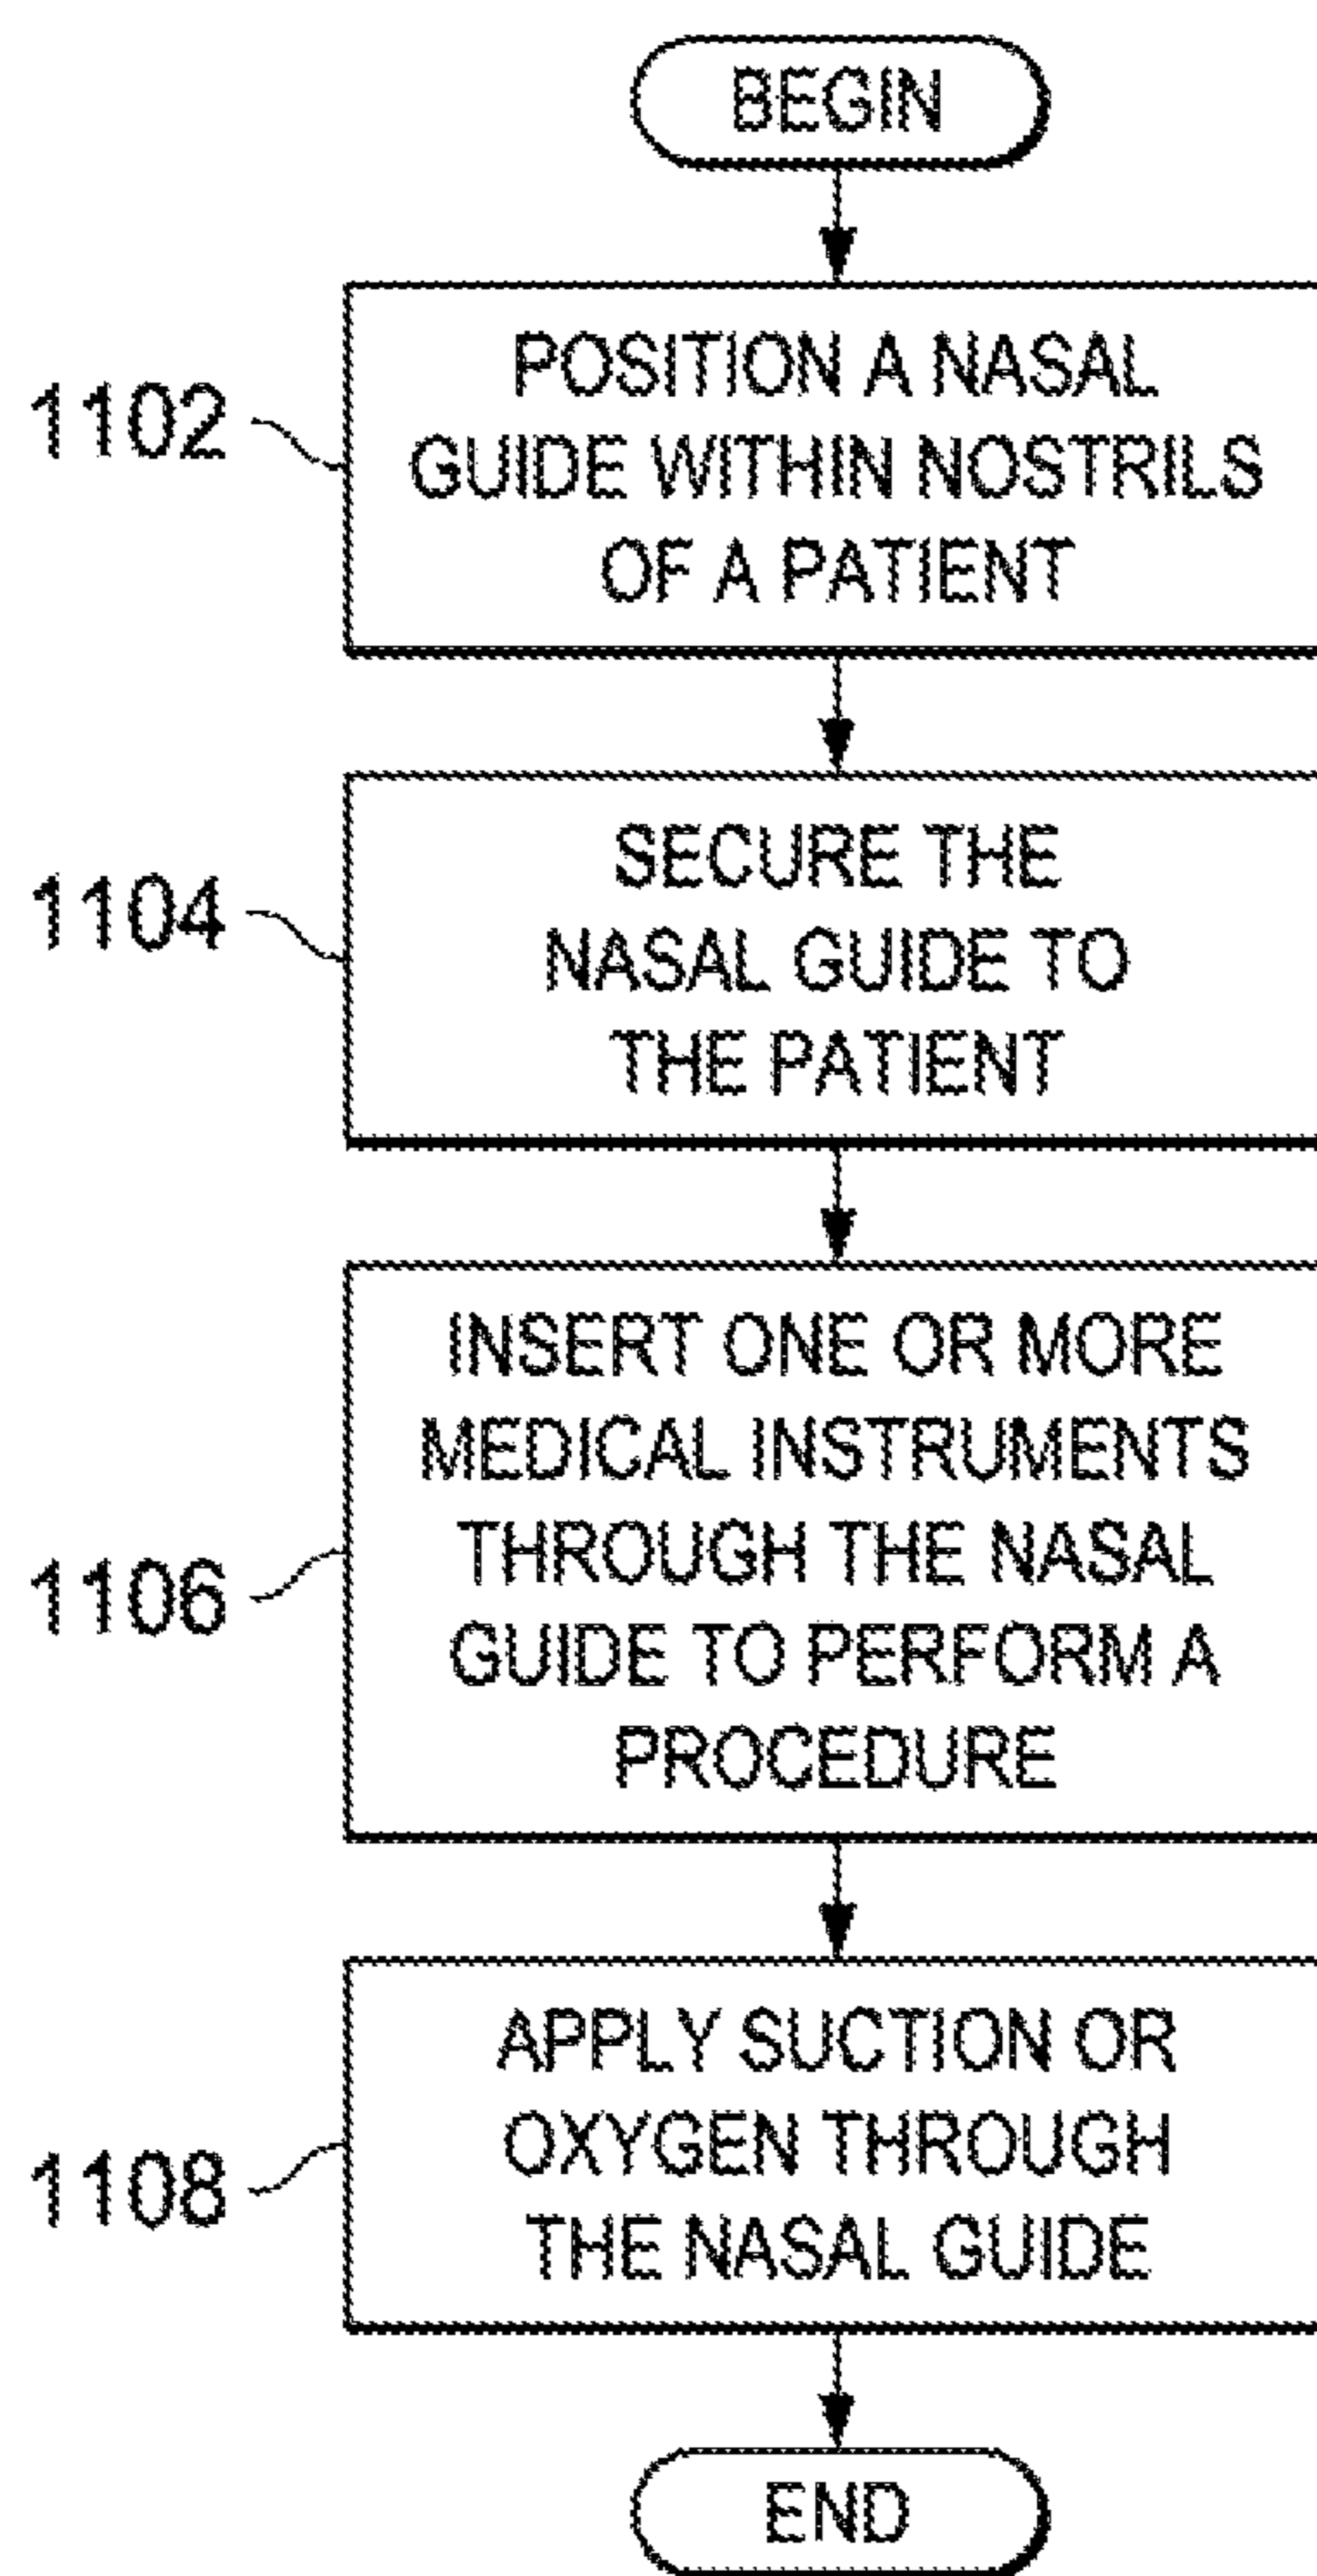 BEGIN
1102
POSITION A NASAL
GUIDE WITHIN NOSTRILS
OF A PATIENT
1104
SECURE THE
NASAL GUIDE TO
THE PATIENT
1106
INSERT ONE OR MORE
MEDICAL INSTRUMENTS
THROUGH THE NASAL
GUIDE TO PERFORM A
PROCEDURE
1108
APPLY SUCTION OR
OXYGEN THROUGH
THE NASAL GUIDE
END